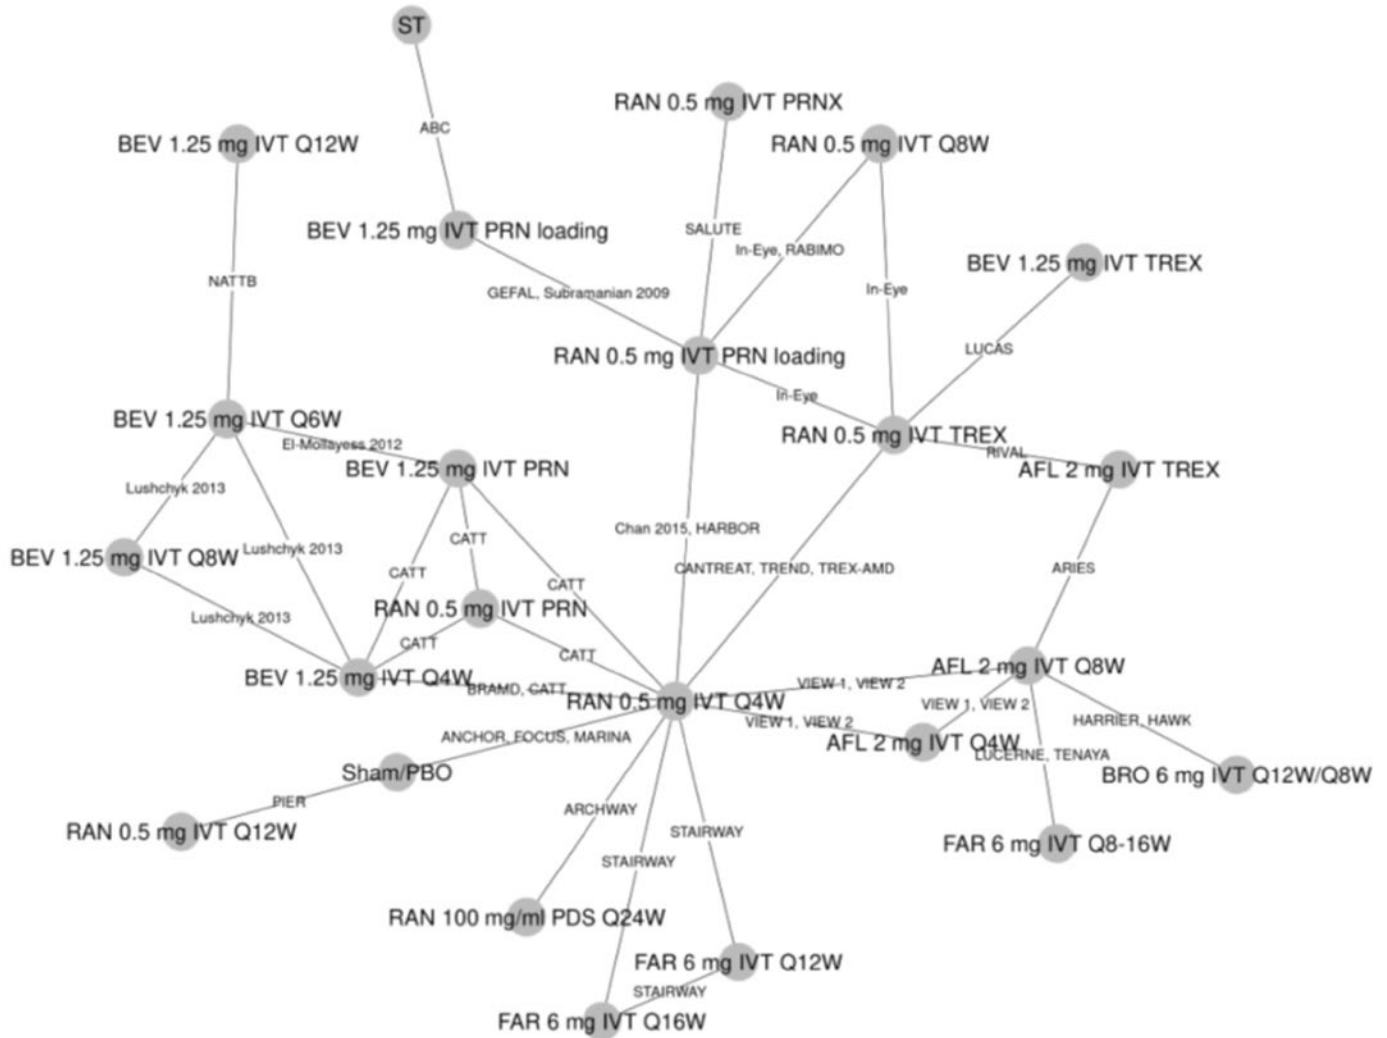 ST
RAN 0.5 mg IVT PRNX
ABC
BEV 1.25 mg IVT Q12W
RAN 0.5 mg IVT Q8W
BEV 1.25 mg IVT PRN loading
SALUTE
In-Eye, RABIMO
BEV 1.25 mg IVT TREX
NATTB
GEFAL, Subramanian 2009
In-Eye
LUCAS
RAN 0.5 mg IVT PRN loading
In-Eye
BEV 1.25 mg IVT Q6W
RAN 0.5 mg IVT TREX
El-Mollayess 2012
RIVAL
BEV 1.25 mg IVT PRN
AFL 2 mg IVT TREX
Lushchyk 2013
Chan 2015, HARBOR
CATT
Lushchyk 2013
BEV 1.25 mg IVT Q8W
CATT
CATT
CANTREAT, TREND, TREX-AMD
ARIES
RAN 0.5 mg IVT PRN
Lushchyk 2013
CATT
CATT
AFL 2 mg IVT Q8W
BEV 1.25 mg IVT Q4W
BRAMD, CATT
VIEW 1, VIEW 2
RAN 0.5 mg IVT Q4W
VIEW 1, VIEW 2
VIEW 1, VIEW 2
HARRIER, HAWK
ANCHOR, FOCUS, MARINA
AFL 2 mg IVT Q4W
LUCERNE, TENAYA
Sham/PBO
BRO 6 mg IVT Q12W/Q8W
PIER
ARCHWAY
RAN 0.5 mg IVT Q12W
STAIRWAY
FAR 6 mg IVT Q8-16W
STAIRWAY
RAN 100 mg/ml PDS Q24W
FAR 6 mg IVT Q12W
STAIRWAY
FAR 6 mg IVT Q16W